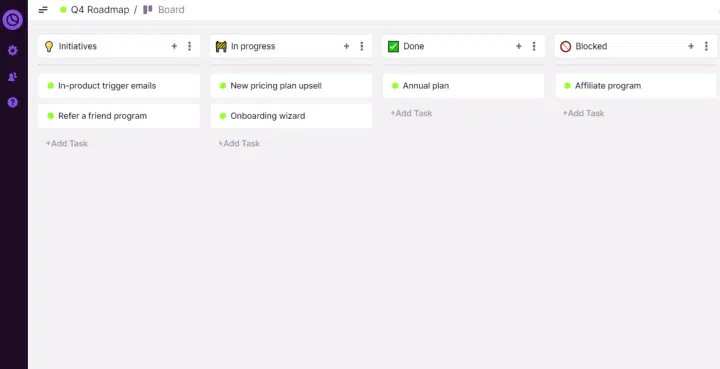 Q4 Roadmap / Board
Initiatives
In progress
Done
Blocked
In-product trigger emails
New pricing plan upsell
Annual plan
Affiliate program
Refer a friend program
Onboarding wizard
+Add Task
+Add Task
+Add Task
+Add Task